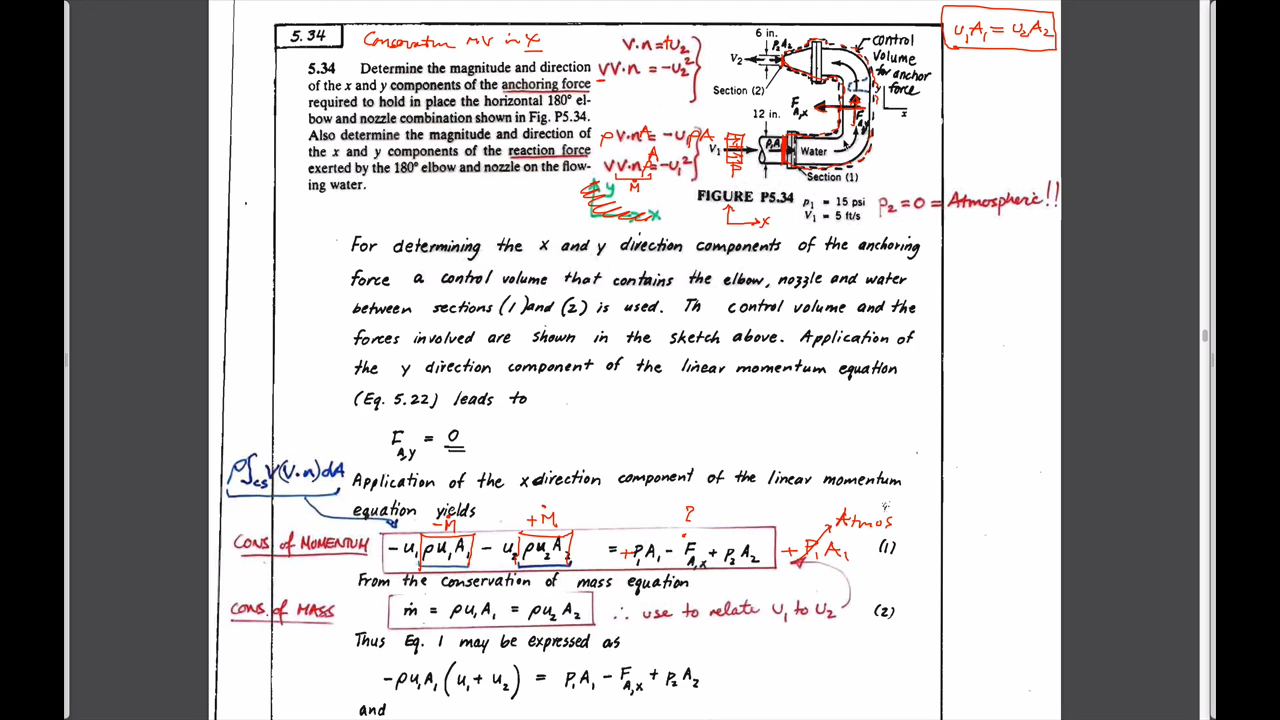 5.34
Conservation MV in X
u₁A₁ = u₂A₂
5.34 Determine the magnitude and direction
of the x and y components of the anchoring force
required to hold in place the horizontal 180° el-
bow and nozzle combination shown in Fig. P5.34.
Also determine the magnitude and direction of
the x and y components of the reaction force
exerted by the 180° elbow and nozzle on the flow-
ing water.
V·n = +u₂
VV·n = -u₂²
ρV·nA = -u₁ρA
VV·nA = -u₁²
ṁ
y
x
6 in.
P₂A₂
V₂
Section (2)
control
volume
for anchor
force
F A,x
F A,y
y
x
12 in.
V₁
P
P₁A₁
Water
Section (1)
FIGURE P5.34
p₁ = 15 psi
V₁ = 5 ft/s
x
P₂ = 0 = Atmospheric!!
For determining the x and y direction components of the anchoring
force a control volume that contains the elbow, nozzle and water
between sections (1) and (2) is used. Th control volume and the
forces involved are shown in the sketch above. Application of
the y direction component of the linear momentum equation
(Eq. 5.22) leads to
F A,y = 0
ρ∫cs V(V·n)dA
Application of the x direction component of the linear momentum
equation yields
-Ṁ
+Ṁ
?
Atmos
CONS of MOMENTUM
-u₁ρu₁A₁ - u₂ρu₂A₂ = +p₁A₁ - F A,x + p₂A₂
+ P₁A₁
(1)
From the conservation of mass equation
CONS. of MASS
ṁ = ρu₁A₁ = ρu₂A₂
∴ use to relate U₁ to U₂
(2)
Thus Eq. 1 may be expressed as
-ρu₁A₁(u₁ + u₂) = p₁A₁ - F A,x + p₂A₂
and